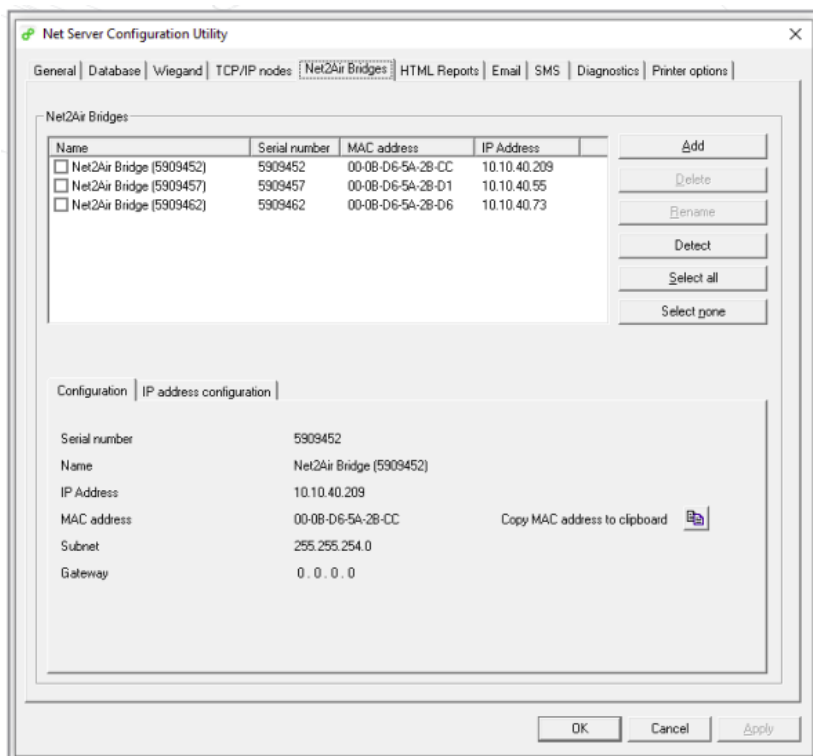 Net Server Configuration Utility
General Database Wiegand TCP/IP nodes Net2Air Bridges HTML Reports Email SMS Diagnostics Printer options
Net2Air Bridges
Name Serial number MAC address IP Address
Net2Air Bridge (5909452) 5909452 00-0B-D6-5A-2B-CC 10.10.40.209
Net2Air Bridge (5909457) 5909457 00-0B-D6-5A-2B-D1 10.10.40.55
Net2Air Bridge (5909462) 5909462 00-0B-D6-5A-2B-D6 10.10.40.73
Add
Delete
Rename
Detect
Select all
Select none
Configuration IP address configuration
Serial number 5909452
Name Net2Air Bridge (5909452)
IP Address 10.10.40.209
MAC address 00-0B-D6-5A-2B-CC Copy MAC address to clipboard
Subnet 255.255.254.0
Gateway 0 . 0 . 0 . 0
OK Cancel Apply